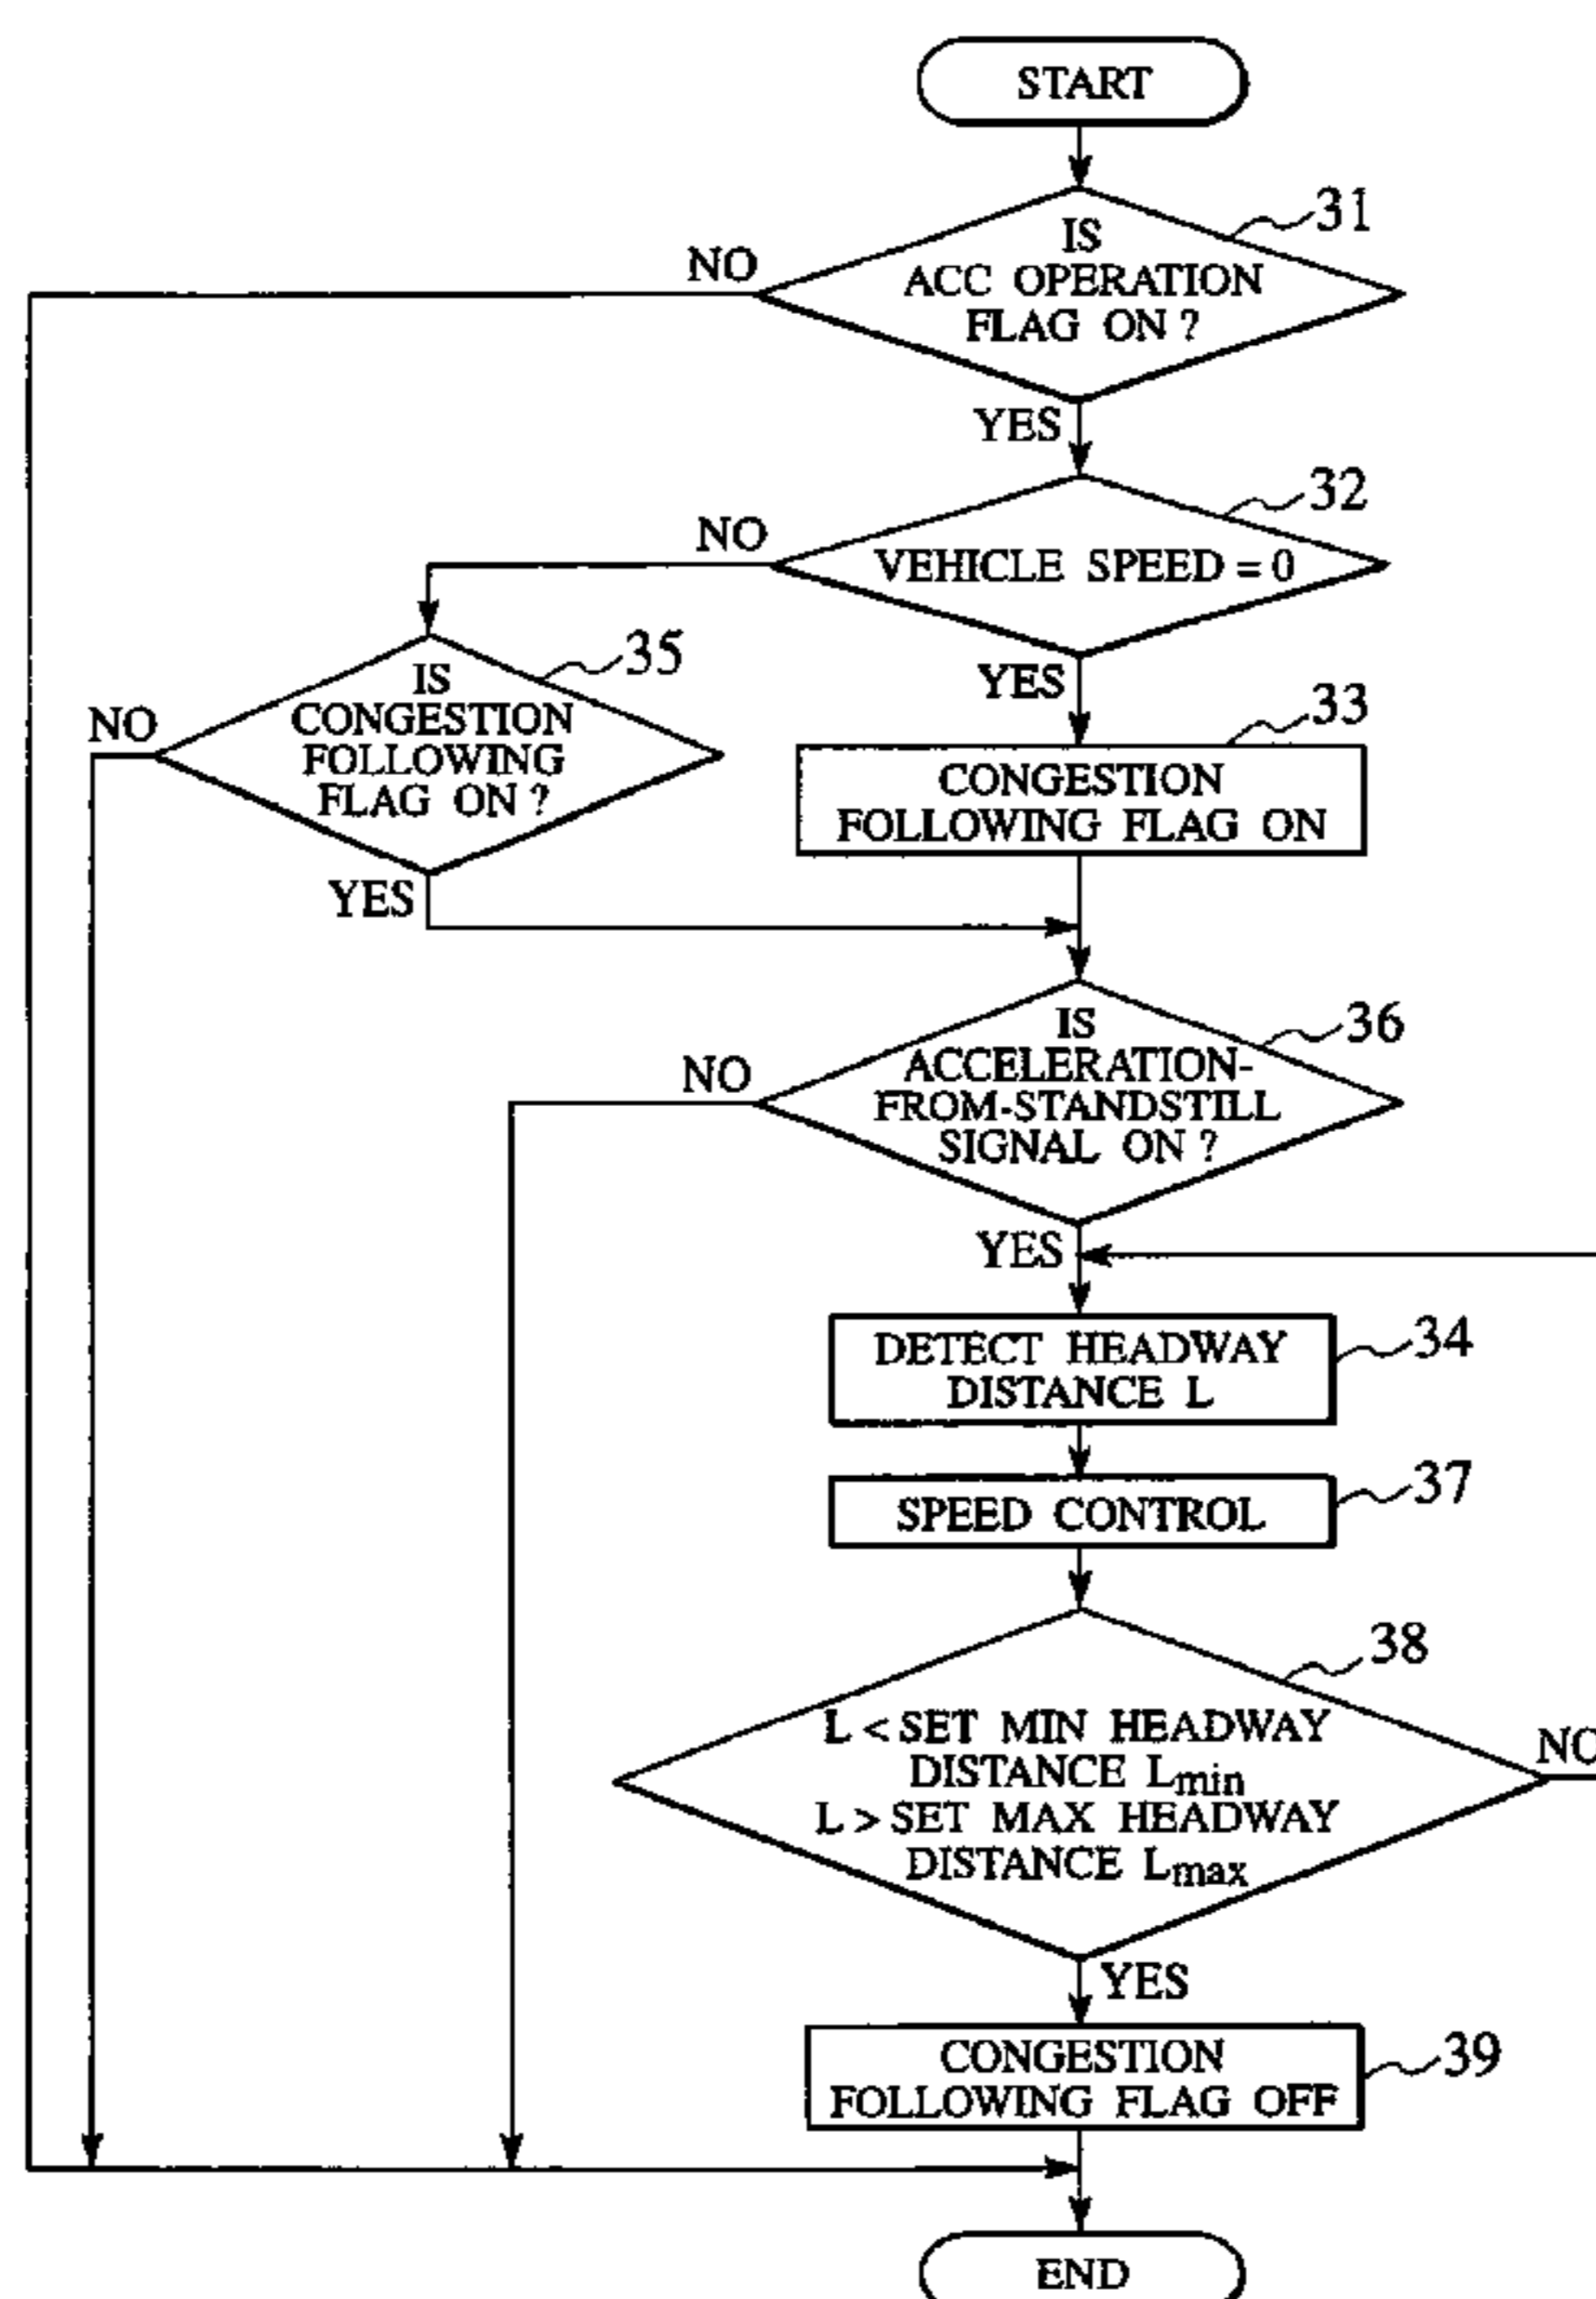 START
31
IS
ACC OPERATION
FLAG ON ?
NO
YES
32
VEHICLE SPEED = 0
NO
YES
35
IS
CONGESTION
FOLLOWING
FLAG ON ?
NO
YES
33
CONGESTION
FOLLOWING FLAG ON
36
IS
ACCELERATION-
FROM-STANDSTILL
SIGNAL ON ?
NO
YES
34
DETECT HEADWAY
DISTANCE L
37
SPEED CONTROL
38
L < SET MIN HEADWAY
DISTANCE Lmin
L > SET MAX HEADWAY
DISTANCE Lmax
NO
YES
39
CONGESTION
FOLLOWING FLAG OFF
END